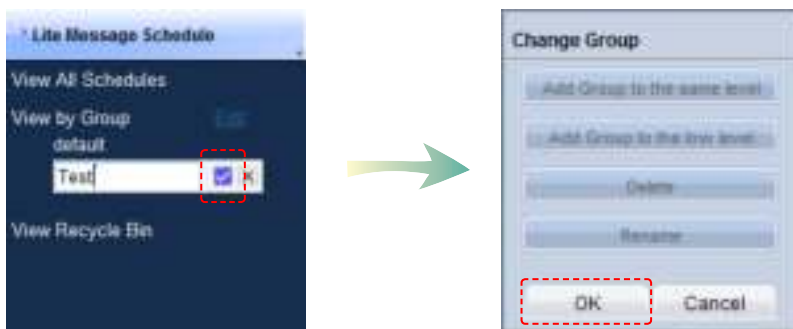 * Lite Message Schedule
View All Schedules
View by Group Edit
default
Test
View Recycle Bin
Change Group
Add Group to the same level
Add Group to the low level
Delete
Rename
OK Cancel